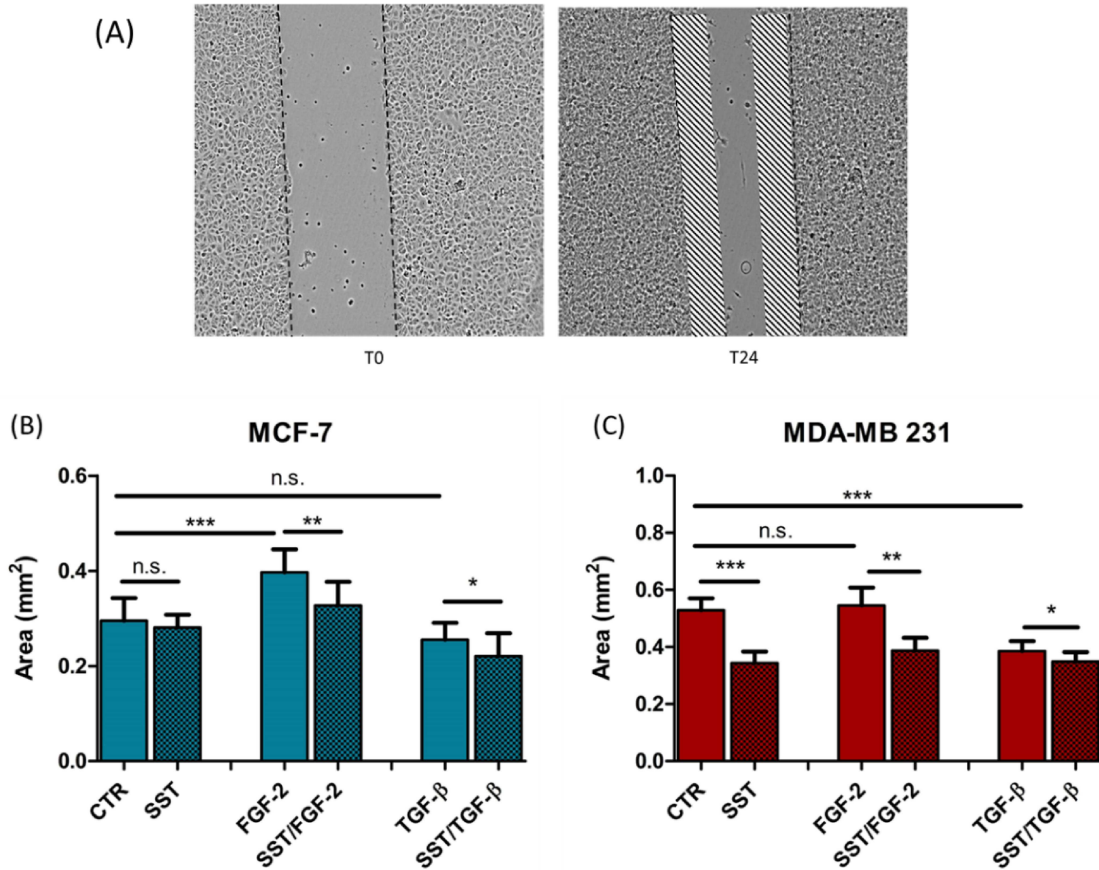 (A)
T0
T24
(B)
MCF-7
Area (mm²)
0.6
0.4
0.2
0.0
n.s.
***
**
n.s.
*
CTR
SST
FGF-2
SST/FGF-2
TGF-β
SST/TGF-β
(C)
MDA-MB 231
Area (mm²)
1.0
0.8
0.6
0.4
0.2
0.0
***
n.s.
***
**
*
CTR
SST
FGF-2
SST/FGF-2
TGF-β
SST/TGF-β